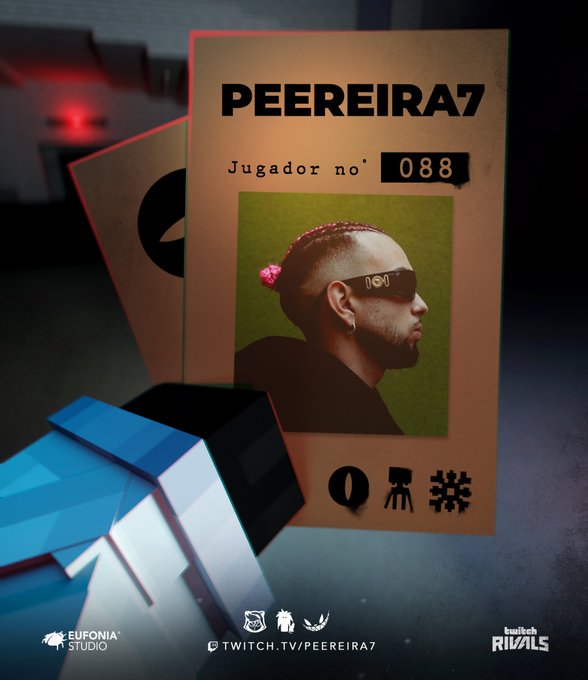 PEEREIRA7
Jugador no° 088
EUFONIA®
STUDIO
TWITCH.TV/PEEREIRA7
twitch
RIVALS